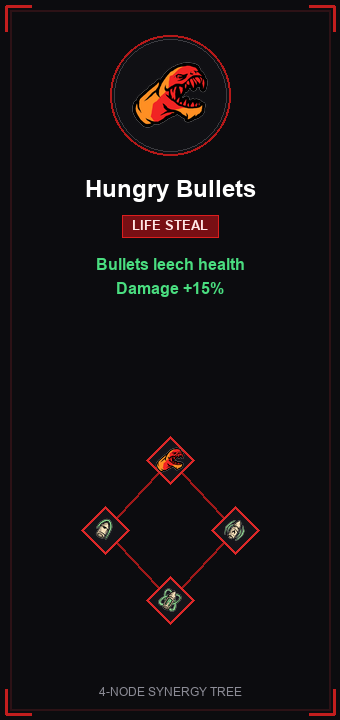 Hungry Bullets
LIFE STEAL
Bullets leech health
Damage +15%
4-NODE SYNERGY TREE